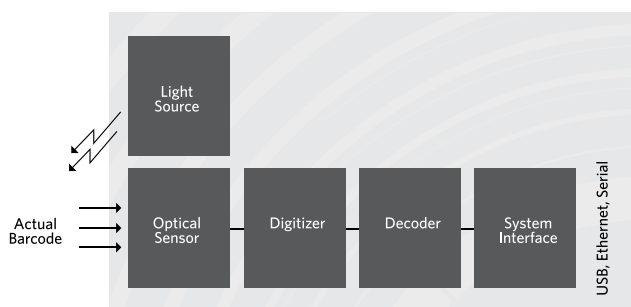 Light
Source
Actual
Barcode
Optical
Sensor
Digitizer
Decoder
System
Interface
USB, Ethernet, Serial